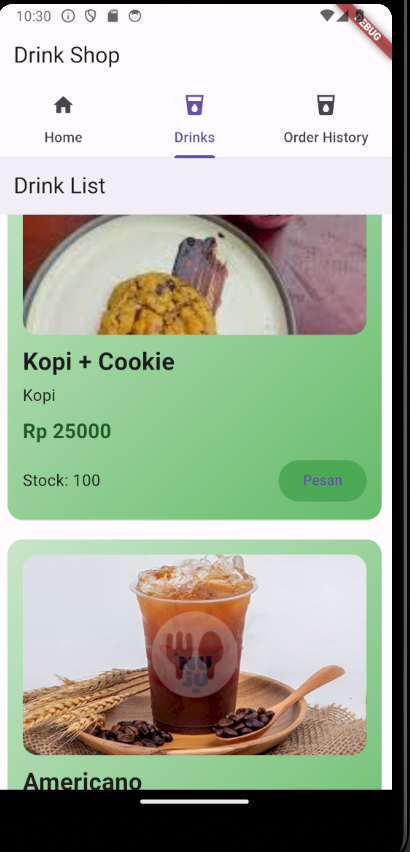 10:30
DEBUG
Drink Shop
Home Drinks Order History
Drink List
Kopi + Cookie
Kopi
Rp 25000
Stock: 100 Pesan
Americano